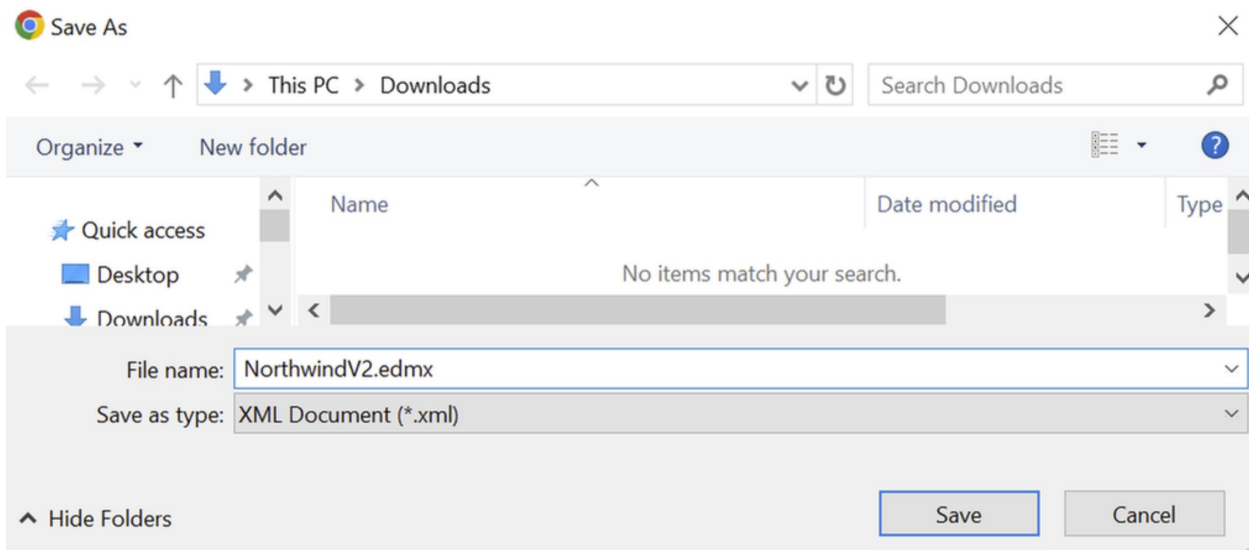 Save As
This PC > Downloads
Search Downloads
Organize
New folder
?
Name
Date modified
Type
Quick access
Desktop
Downloads
No items match your search.
File name: NorthwindV2.edmx
Save as type: XML Document (*.xml)
Hide Folders
Save
Cancel